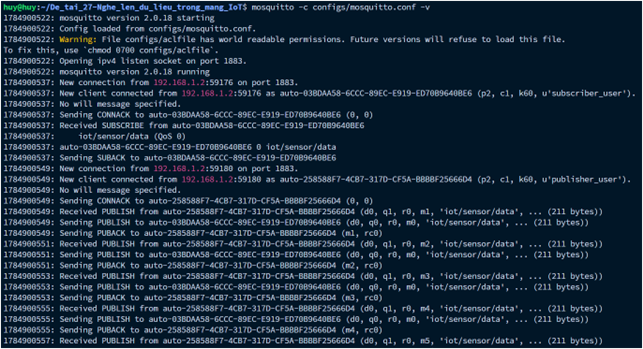 huy@huy:~/De_tai_27-Nghe_len_du_lieu_trong_mang_IoT$ mosquitto -c configs/mosquitto.conf -v
1784900522: mosquitto version 2.0.18 starting
1784900522: Config loaded from configs/mosquitto.conf.
1784900522: Warning: File configs/aclfile has world readable permissions. Future versions will refuse to load this file.
To fix this, use `chmod 0700 configs/aclfile`.
1784900522: Opening ipv4 listen socket on port 1883.
1784900522: mosquitto version 2.0.18 running
1784900537: New connection from 192.168.1.2:59176 on port 1883.
1784900537: New client connected from 192.168.1.2:59176 as auto-03BDAA58-6CCC-89EC-E919-ED70B9640BE6 (p2, c1, k60, u'subscriber_user').
1784900537: No will message specified.
1784900537: Sending CONNACK to auto-03BDAA58-6CCC-89EC-E919-ED70B9640BE6 (0, 0)
1784900537: Received SUBSCRIBE from auto-03BDAA58-6CCC-89EC-E919-ED70B9640BE6
1784900537: iot/sensor/data (QoS 0)
1784900537: auto-03BDAA58-6CCC-89EC-E919-ED70B9640BE6 0 iot/sensor/data
1784900537: Sending SUBACK to auto-03BDAA58-6CCC-89EC-E919-ED70B9640BE6
1784900549: New connection from 192.168.1.2:59180 on port 1883.
1784900549: New client connected from 192.168.1.2:59180 as auto-258588F7-4CB7-317D-CF5A-BBBBF25666D4 (p2, c1, k60, u'publisher_user').
1784900549: No will message specified.
1784900549: Sending CONNACK to auto-258588F7-4CB7-317D-CF5A-BBBBF25666D4 (0, 0)
1784900549: Received PUBLISH from auto-258588F7-4CB7-317D-CF5A-BBBBF25666D4 (d0, q1, r0, m1, 'iot/sensor/data', ... (211 bytes))
1784900549: Sending PUBLISH to auto-03BDAA58-6CCC-89EC-E919-ED70B9640BE6 (d0, q0, r0, m0, 'iot/sensor/data', ... (211 bytes))
1784900549: Sending PUBACK to auto-258588F7-4CB7-317D-CF5A-BBBBF25666D4 (m1, rc0)
1784900551: Received PUBLISH from auto-258588F7-4CB7-317D-CF5A-BBBBF25666D4 (d0, q1, r0, m2, 'iot/sensor/data', ... (211 bytes))
1784900551: Sending PUBLISH to auto-03BDAA58-6CCC-89EC-E919-ED70B9640BE6 (d0, q0, r0, m0, 'iot/sensor/data', ... (211 bytes))
1784900551: Sending PUBACK to auto-258588F7-4CB7-317D-CF5A-BBBBF25666D4 (m2, rc0)
1784900553: Received PUBLISH from auto-258588F7-4CB7-317D-CF5A-BBBBF25666D4 (d0, q1, r0, m3, 'iot/sensor/data', ... (211 bytes))
1784900553: Sending PUBLISH to auto-03BDAA58-6CCC-89EC-E919-ED70B9640BE6 (d0, q0, r0, m0, 'iot/sensor/data', ... (211 bytes))
1784900553: Sending PUBACK to auto-258588F7-4CB7-317D-CF5A-BBBBF25666D4 (m3, rc0)
1784900555: Received PUBLISH from auto-258588F7-4CB7-317D-CF5A-BBBBF25666D4 (d0, q1, r0, m4, 'iot/sensor/data', ... (211 bytes))
1784900555: Sending PUBLISH to auto-03BDAA58-6CCC-89EC-E919-ED70B9640BE6 (d0, q0, r0, m0, 'iot/sensor/data', ... (211 bytes))
1784900555: Sending PUBACK to auto-258588F7-4CB7-317D-CF5A-BBBBF25666D4 (m4, rc0)
1784900557: Received PUBLISH from auto-258588F7-4CB7-317D-CF5A-BBBBF25666D4 (d0, q1, r0, m5, 'iot/sensor/data', ... (211 bytes))